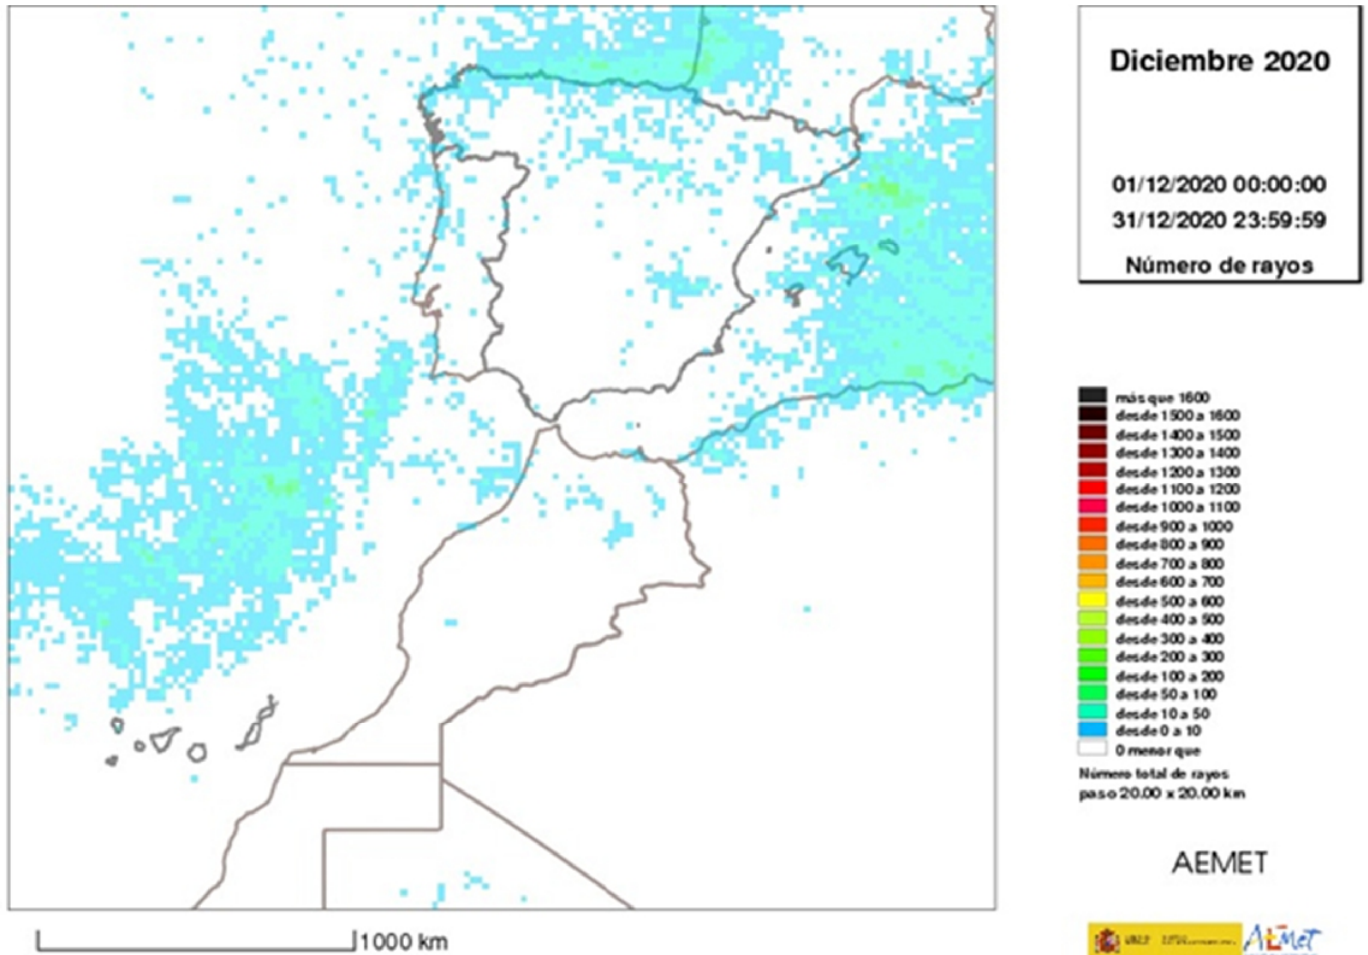 Diciembre 2020
01/12/2020 00:00:00
31/12/2020 23:59:59
Número de rayos
más que 1600
desde 1500 a 1600
desde 1400 a 1500
desde 1300 a 1400
desde 1200 a 1300
desde 1100 a 1200
desde 1000 a 1100
desde 900 a 1000
desde 800 a 900
desde 700 a 800
desde 600 a 700
desde 500 a 600
desde 400 a 500
desde 300 a 400
desde 200 a 300
desde 100 a 200
desde 50 a 100
desde 10 a 50
desde 0 a 10
0 menor que
Número total de rayos
paso 20.00 x 20.00 km
AEMET
1000 km
AEMet